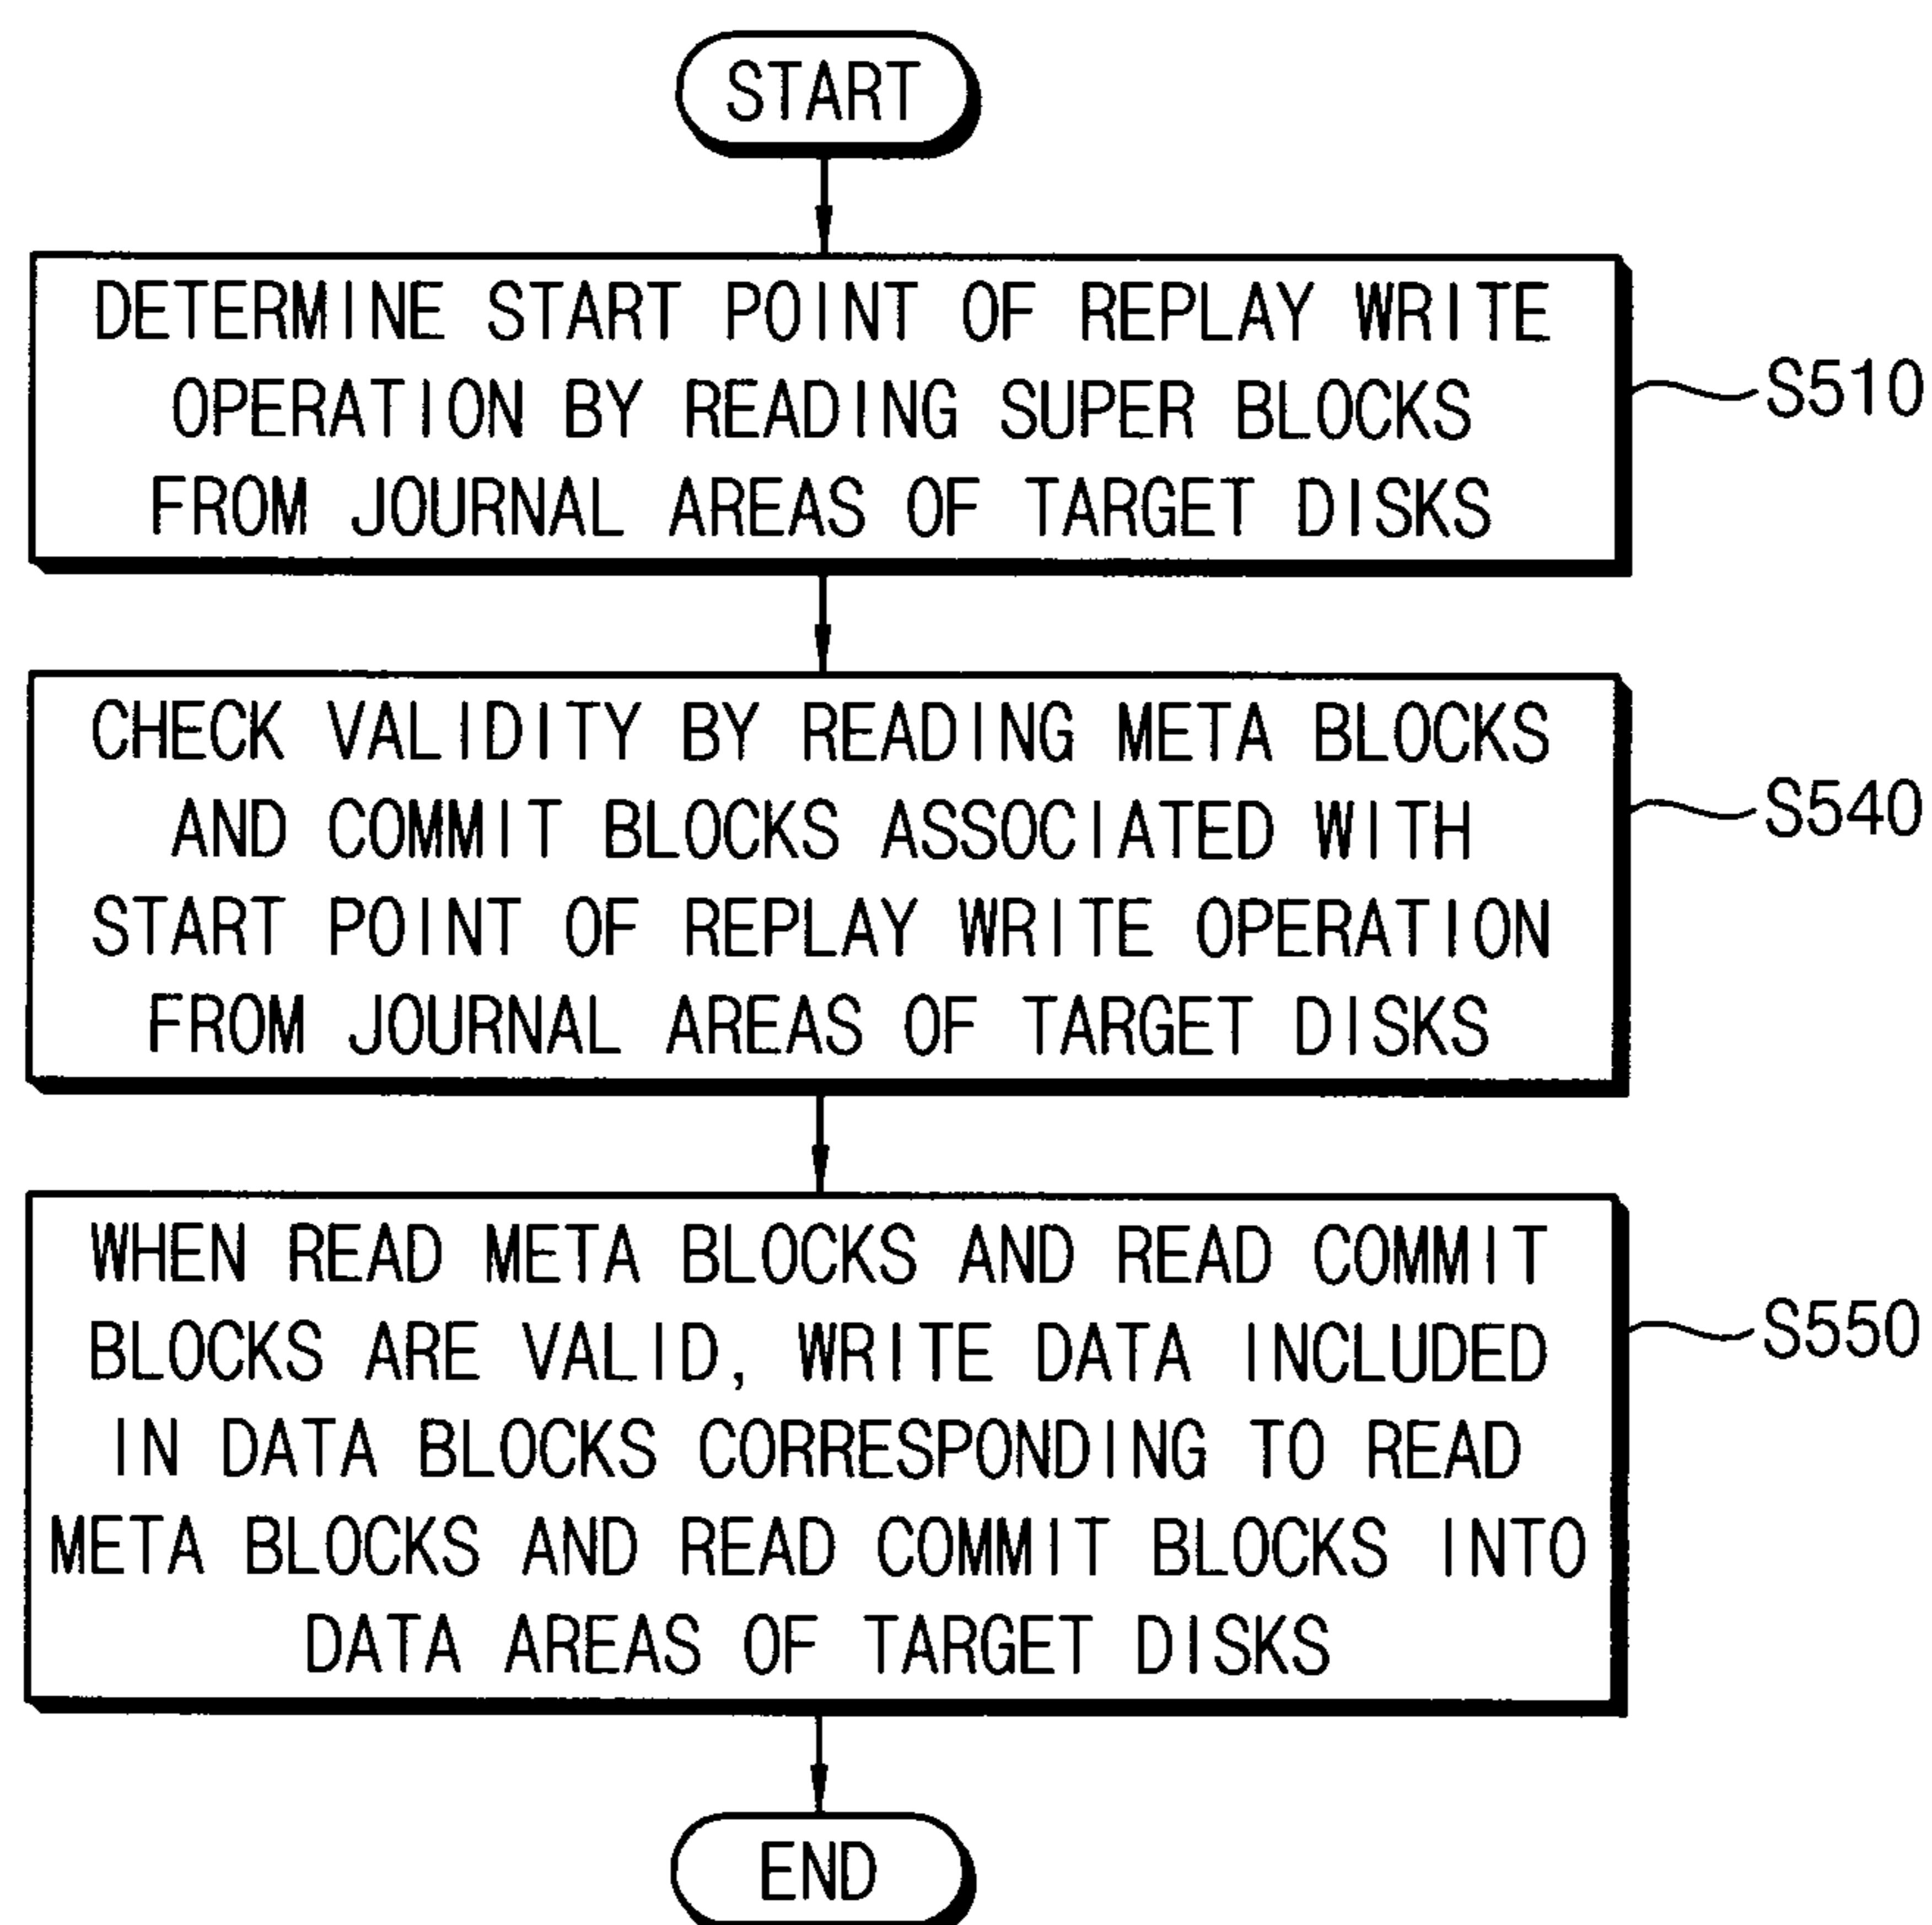 START
DETERMINE START POINT OF REPLAY WRITE
OPERATION BY READING SUPER BLOCKS
FROM JOURNAL AREAS OF TARGET DISKS
S510
CHECK VALIDITY BY READING META BLOCKS
AND COMMIT BLOCKS ASSOCIATED WITH
START POINT OF REPLAY WRITE OPERATION
FROM JOURNAL AREAS OF TARGET DISKS
S540
WHEN READ META BLOCKS AND READ COMMIT
BLOCKS ARE VALID, WRITE DATA INCLUDED
IN DATA BLOCKS CORRESPONDING TO READ
META BLOCKS AND READ COMMIT BLOCKS INTO
DATA AREAS OF TARGET DISKS
S550
END